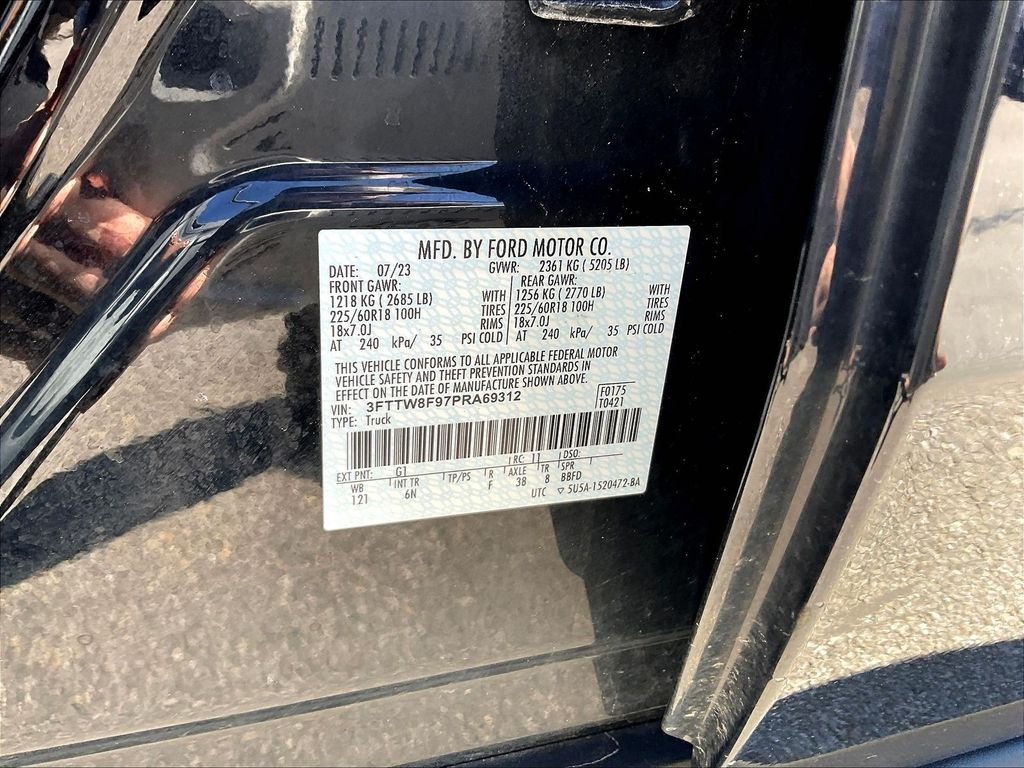 MFD. BY FORD MOTOR CO.
DATE: 07/23 GVWR: 2361 KG ( 5205 LB)
FRONT GAWR: REAR GAWR:
1218 KG ( 2685 LB) WITH 1256 KG ( 2770 LB) WITH
225/60R18 100H TIRES 225/60R18 100H TIRES
18x7.0J RIMS 18x7.0J RIMS
AT 240 kPa/ 35 PSI COLD AT 240 kPa/ 35 PSI COLD
THIS VEHICLE CONFORMS TO ALL APPLICABLE FEDERAL MOTOR
VEHICLE SAFETY AND THEFT PREVENTION STANDARDS IN
EFFECT ON THE DATE OF MANUFACTURE SHOWN ABOVE.
VIN: 3FTTW8F97PRA69312 F0175
TYPE: Truck T0421
EXT PNT: G1 RC: 11 DSO:
WB INT TR TP/PS R AXLE TR SPR
121 6N F 38 8 BBFD
UTC ▽ 5U5A-1520472-BA